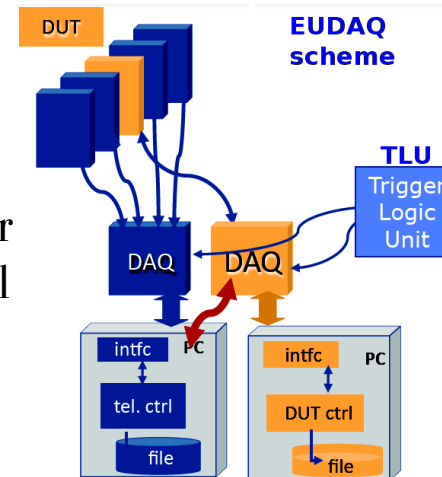 DUT
EUDAQ
scheme
TLU
Trigger
Logic
Unit
r
l
DAQ
DAQ
intfc
PC
tel. ctrl
file
intfc
PC
DUT ctrl
file